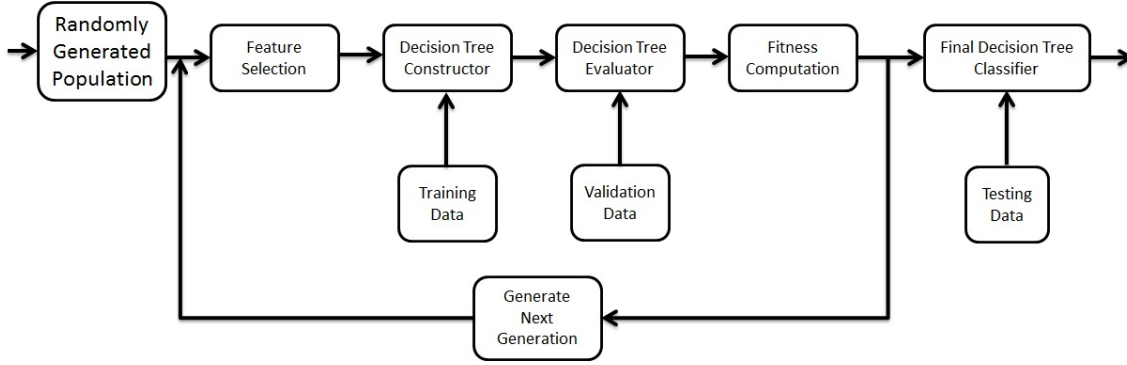 Randomly
Generated
Population
Feature
Selection
Decision Tree
Constructor
Decision Tree
Evaluator
Fitness
Computation
Final Decision Tree
Classifier
Training
Data
Validation
Data
Testing
Data
Generate
Next
Generation